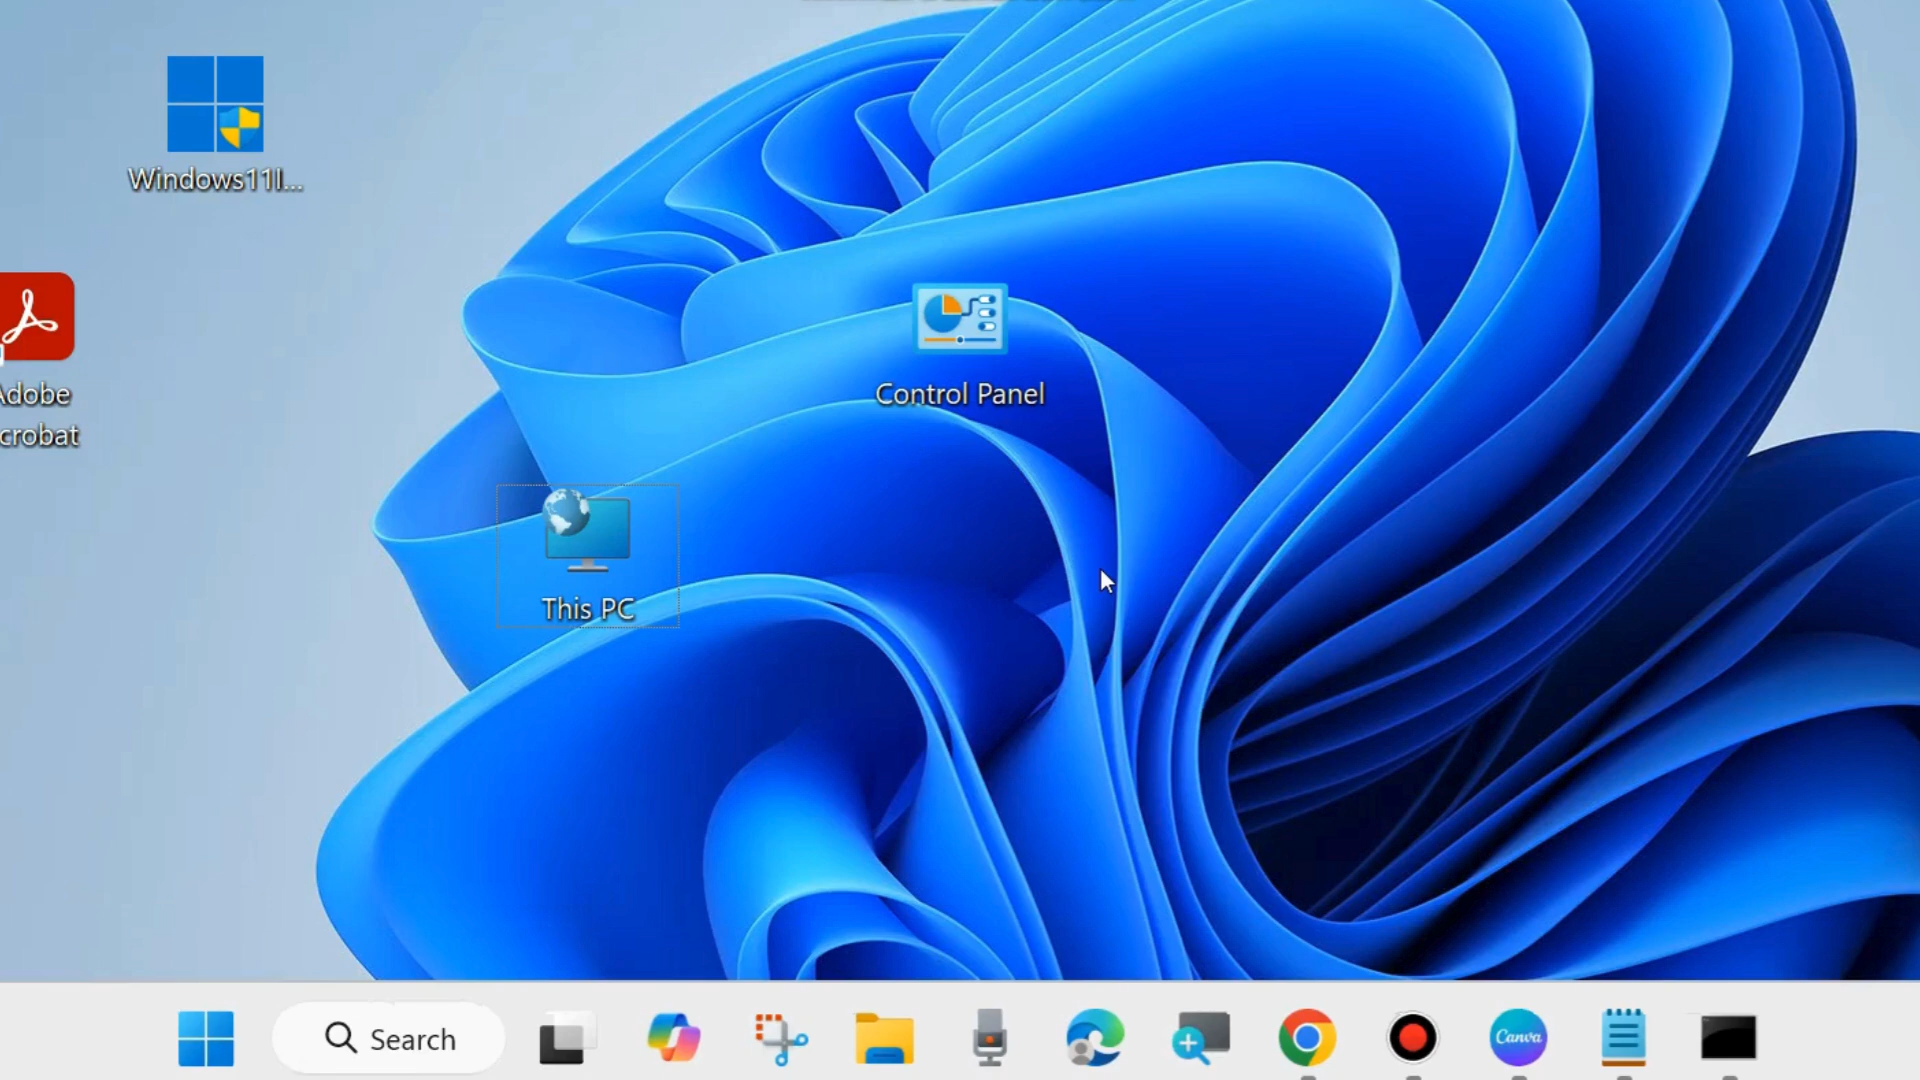 Windows11I...
Control Panel
Adobe
crobat
This PC
Search
Canva